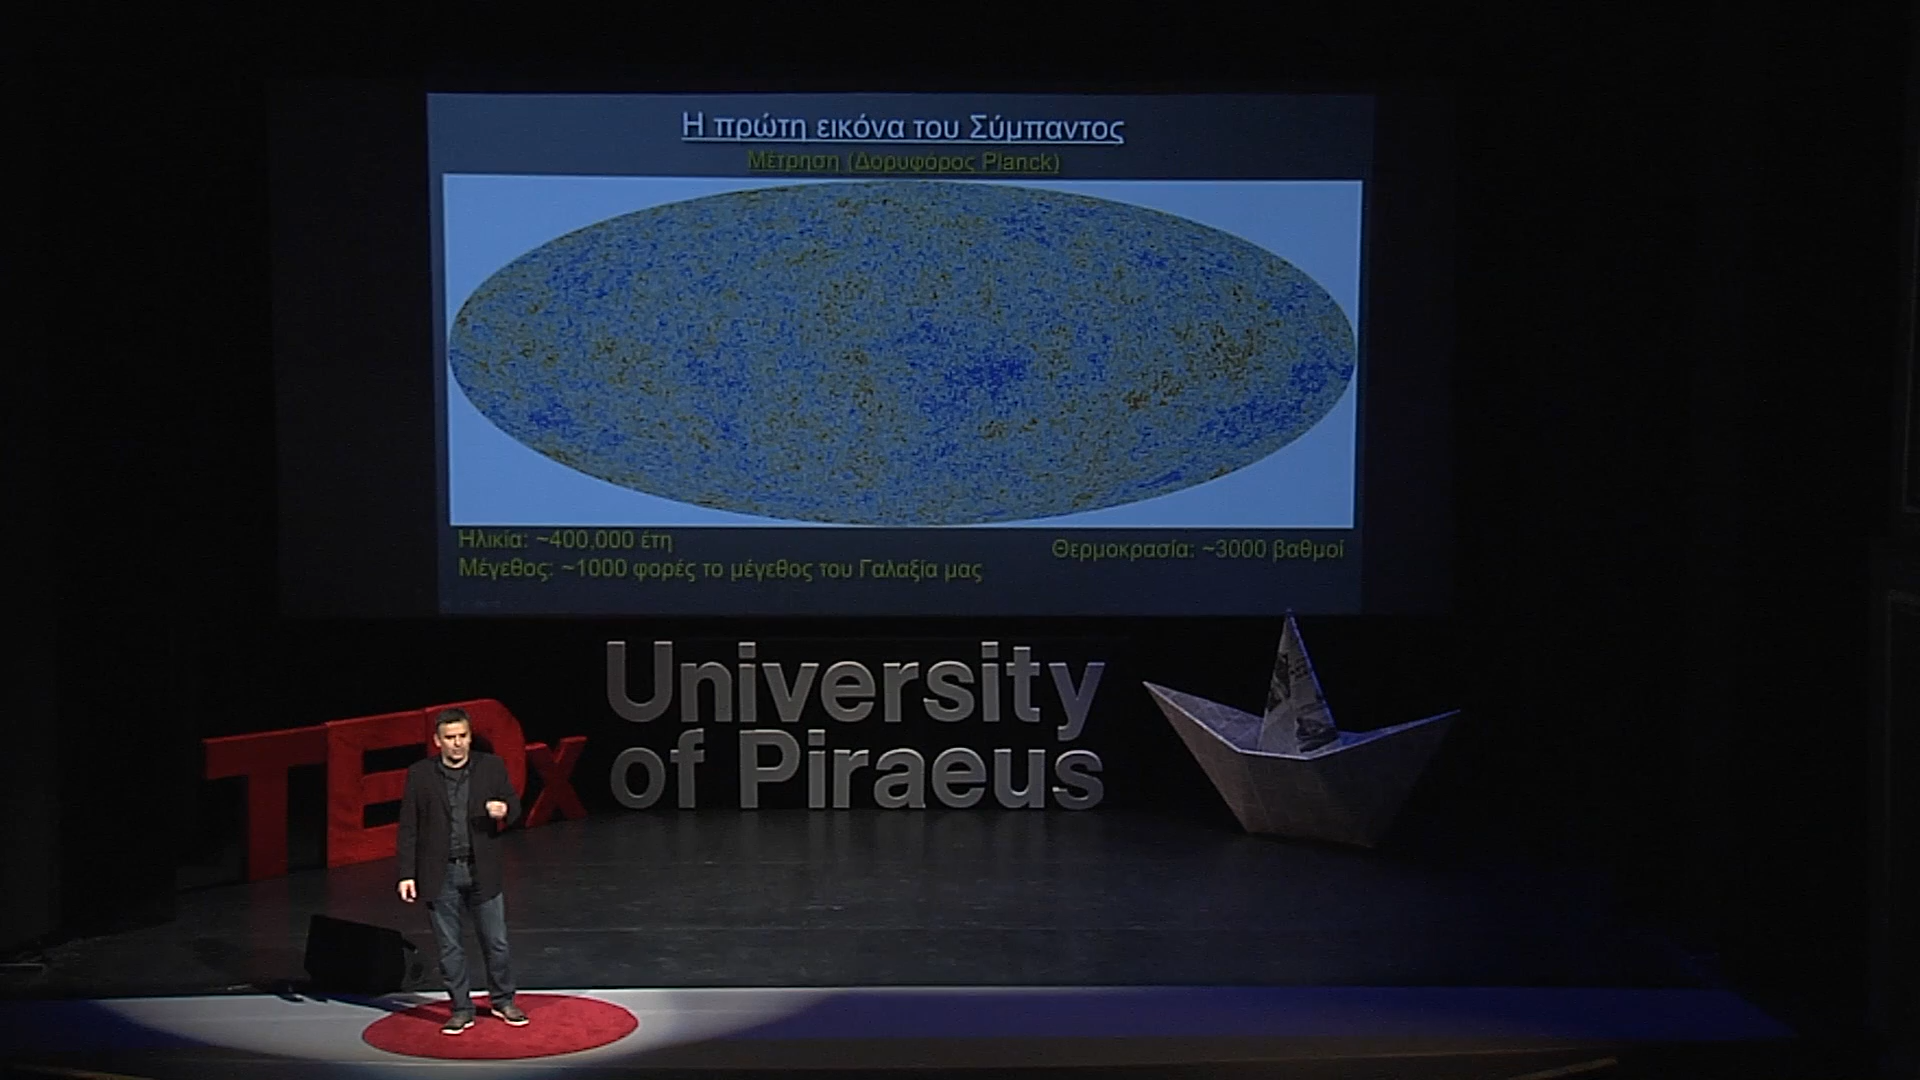 Η πρώτη εικόνα του Σύμπαντος
Μέτρηση (Δορυφόρος Planck)
Ηλικία: ~400,000 έτη
Μέγεθος: ~1000 φορές το μέγεθος του Γαλαξία μας
Θερμοκρασία: ~3000 βαθμοί
TEDx
University
of Piraeus